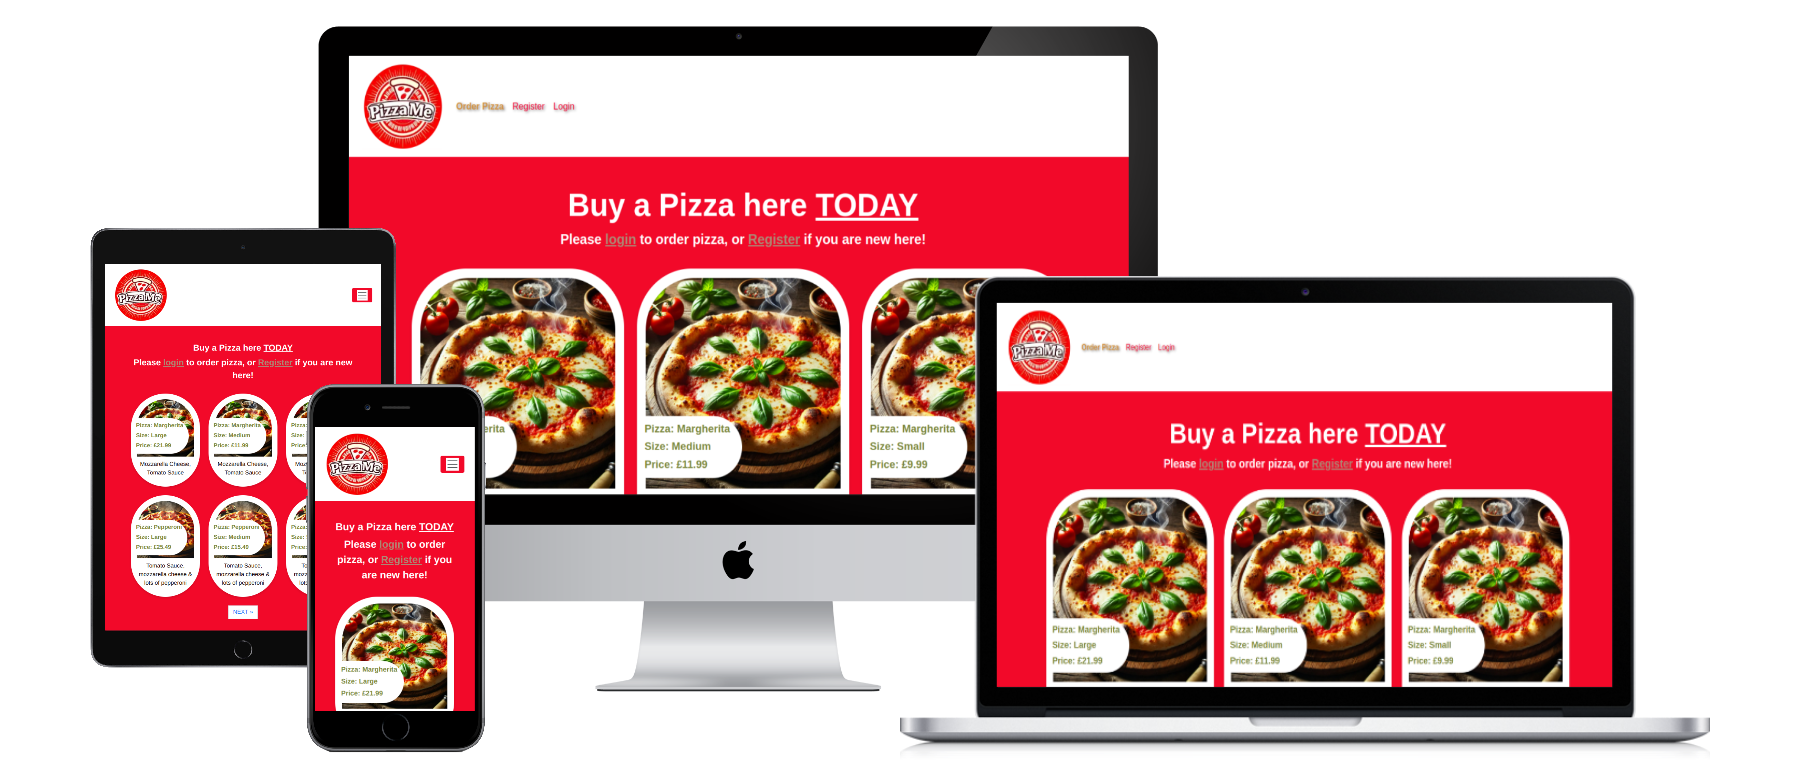 Pizza Me
Order Pizza Register Login
Buy a Pizza here TODAY
Please login to order pizza, or Register if you are new here!
erita
Pizza: Margherita
Size: Medium
Price: £11.99
Pizza: Margherita
Size: Small
Price: £9.99
Pizza Me
Buy a Pizza here TODAY
Please login to order pizza, or Register if you are new
here!
Pizza: Margherita
Size: Large
Price: £21.99
Mozzarella Cheese,
Tomato Sauce
Pizza: Margherita
Size: Medium
Price: £11.99
Mozzarella Cheese,
Tomato Sauce
Pizza:
Size:
Price:
Pizza: Pepperoni
Size: Large
Price: £25.49
Tomato Sauce,
mozzarella cheese &
lots of pepperoni
Pizza: Pepperoni
Size: Medium
Price: £15.49
Tomato Sauce,
mozzarella cheese &
lots of pepperoni
Pizza:
Size:
Price:
NEXT »
Pizza Me
Buy a Pizza here TODAY
Please login to order
pizza, or Register if you
are new here!
Pizza: Margherita
Size: Large
Price: £21.99
Pizza Me
Order Pizza Register Login
Buy a Pizza here TODAY
Please login to order pizza, or Register if you are new here!
Pizza: Margherita
Size: Large
Price: £21.99
Pizza: Margherita
Size: Medium
Price: £11.99
Pizza: Margherita
Size: Small
Price: £9.99